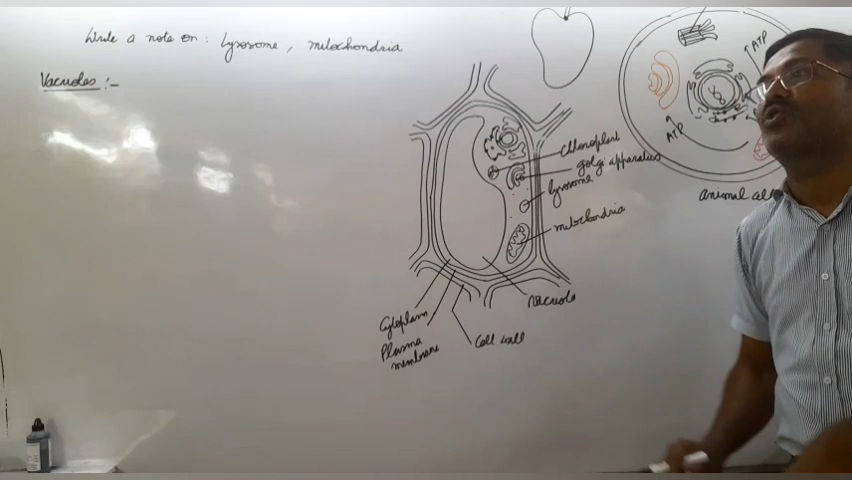 Write a note on: Lysosome, mitochondria
Vacuoles :-
ATP
Chloroplast
Golgi apparatus
lysosome
mitochondria
ATP
animal cell
Vacuole
Cytoplasm
Plasma
membrane
Cell wall